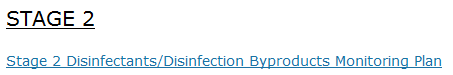 STAGE 2
Stage 2 Disinfectants/Disinfection Byproducts Monitoring Plan